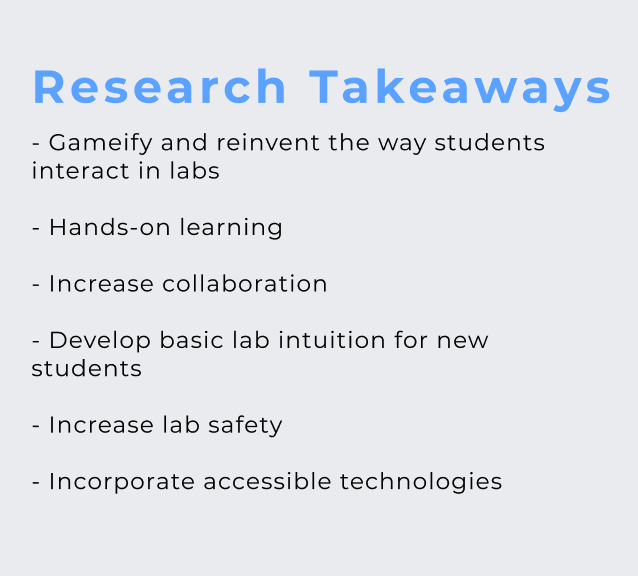 Research Takeaways
- Gameify and reinvent the way students
interact in labs
- Hands-on learning
- Increase collaboration
- Develop basic lab intuition for new
students
- Increase lab safety
- Incorporate accessible technologies